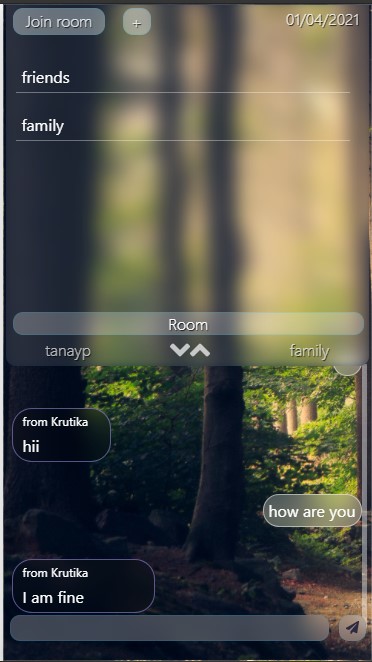 Join room + 01/04/2021
friends
family
Room
tanayp family
from Krutika
hii
how are you
from Krutika
I am fine